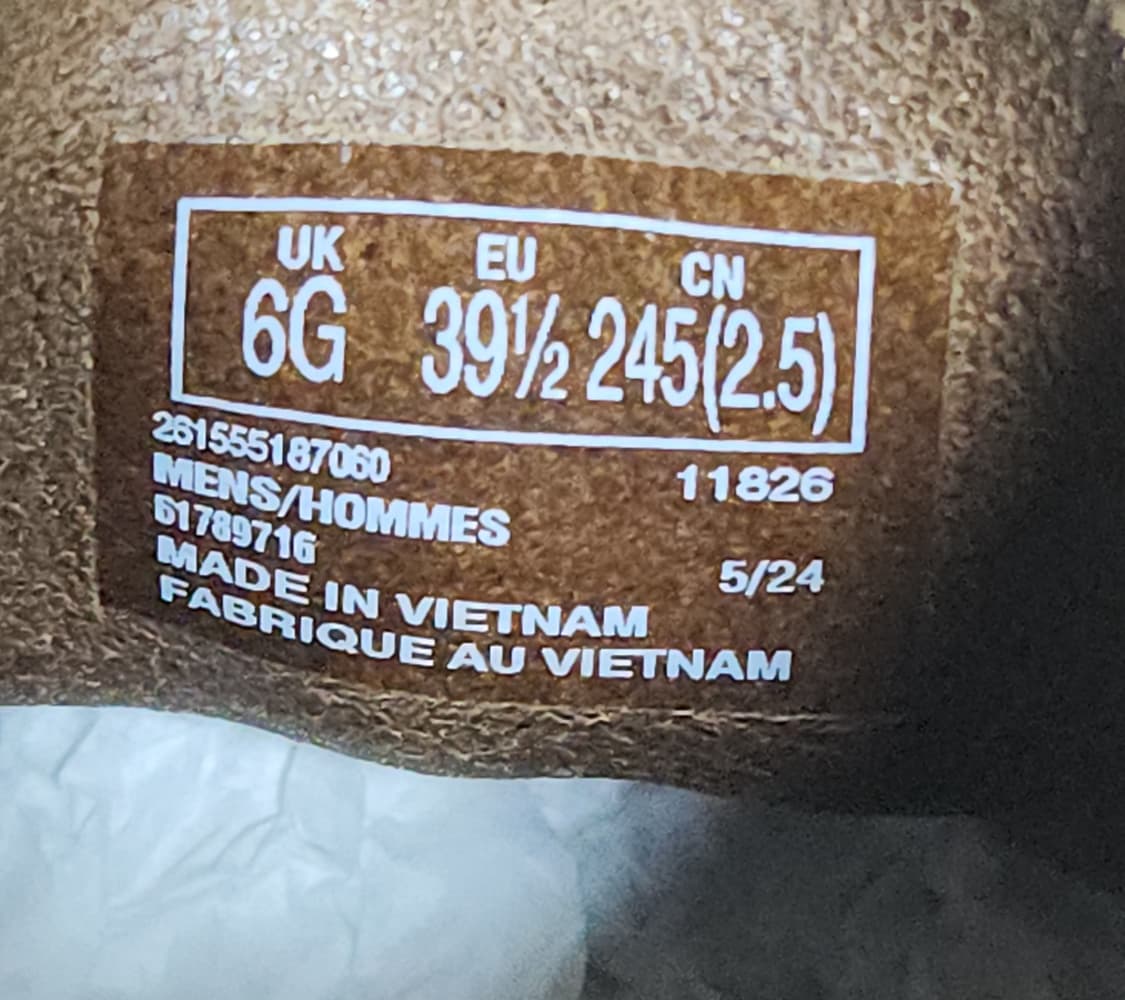 UK EU CN
6G 39½ 245(2.5)
261555187060 11826
MENS/HOMMES
61789716 5/24
MADE IN VIETNAM
FABRIQUE AU VIETNAM